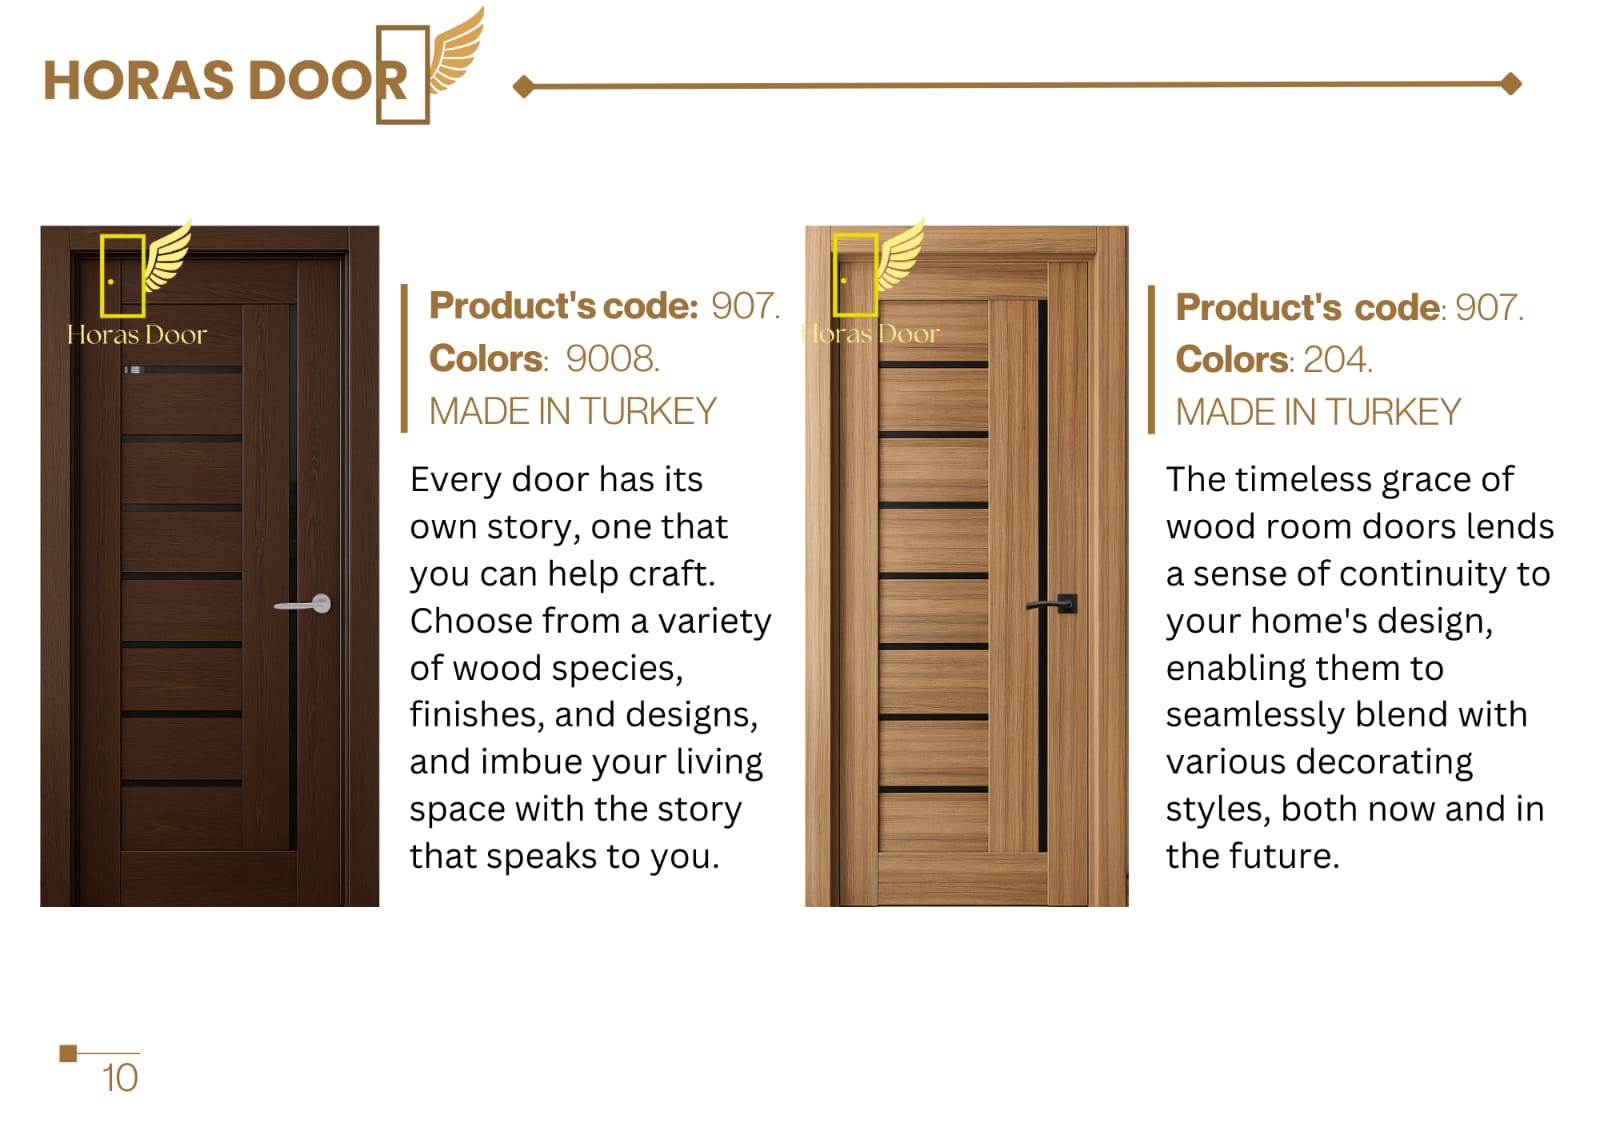 HORAS DOOR
Horas Door
Product's code: 907.
Colors: 9008.
MADE IN TURKEY
Every door has its
own story, one that
you can help craft.
Choose from a variety
of wood species,
finishes, and designs,
and imbue your living
space with the story
that speaks to you.
Horas Door
Product's code: 907.
Colors: 204.
MADE IN TURKEY
The timeless grace of
wood room doors lends
a sense of continuity to
your home's design,
enabling them to
seamlessly blend with
various decorating
styles, both now and in
the future.
10